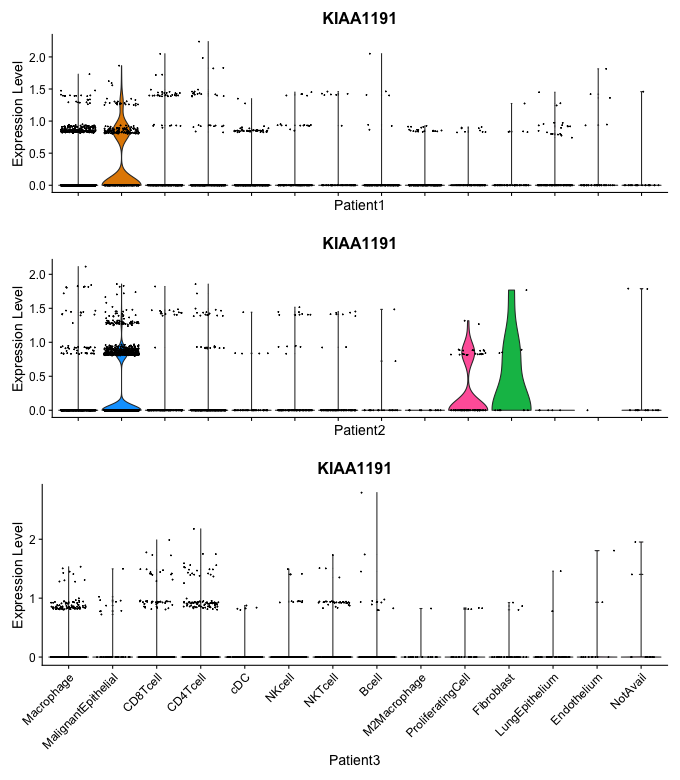 KIAA1191
Expression Level
2.0
1.5
1.0
0.5
0.0
Patient1
KIAA1191
Expression Level
2.0
1.5
1.0
0.5
0.0
Patient2
KIAA1191
Expression Level
2
1
0
Macrophage
MalignantEpithelial
CD8Tcell
CD4Tcell
cDC
NKcell
NKTcell
Bcell
M2Macrophage
ProliferatingCell
Fibroblast
LungEpithelium
Endothelium
NotAvail
Patient3